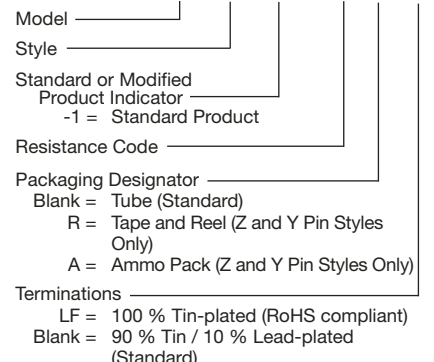 Model
Style
Standard or Modified
Product Indicator
-1 = Standard Product
Resistance Code
Packaging Designator
Blank = Tube (Standard)
R = Tape and Reel (Z and Y Pin Styles
Only)
A = Ammo Pack (Z and Y Pin Styles Only)
Terminations
LF = 100 % Tin-plated (RoHS compliant)
Blank = 90 % Tin / 10 % Lead-plated
(Standard)